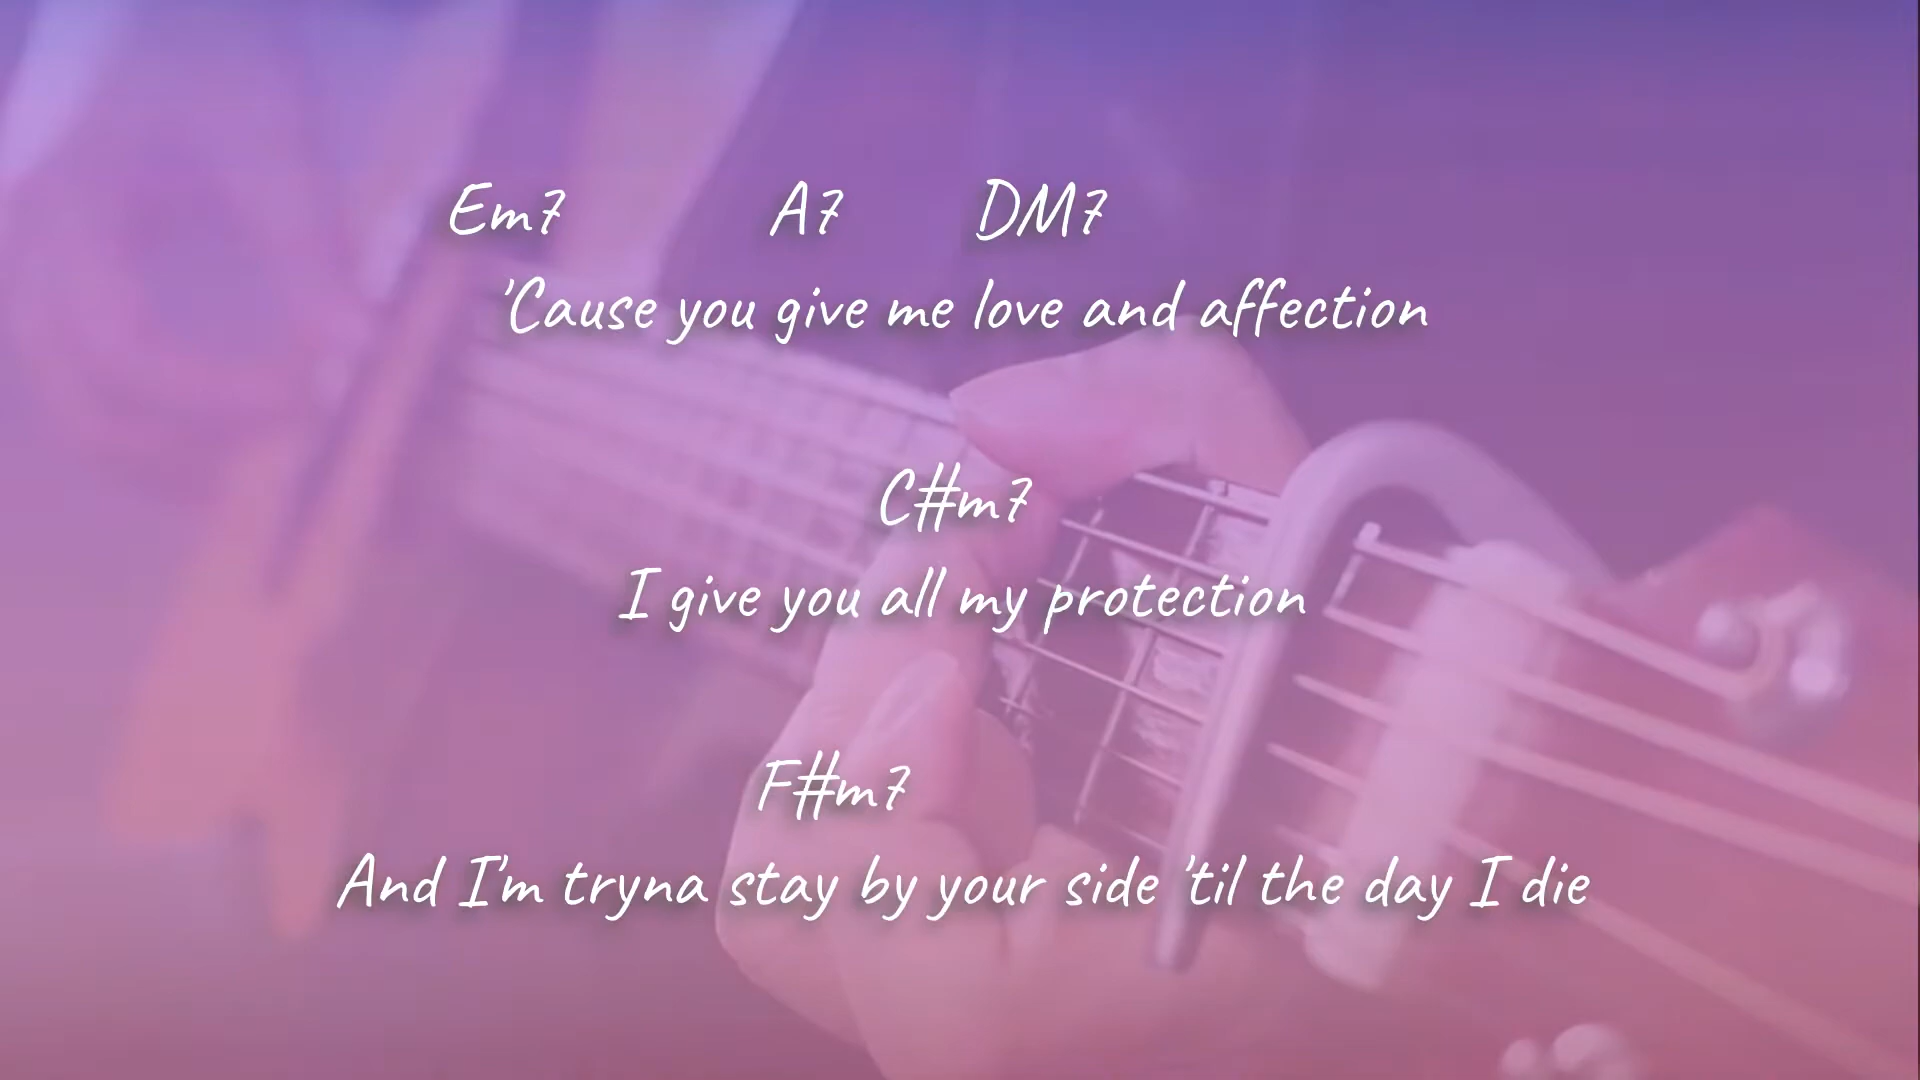 Em7 A7 DM7
'Cause you give me love and affection
C#m7
I give you all my protection
F#m7
And I'm tryna stay by your side 'til the day I die